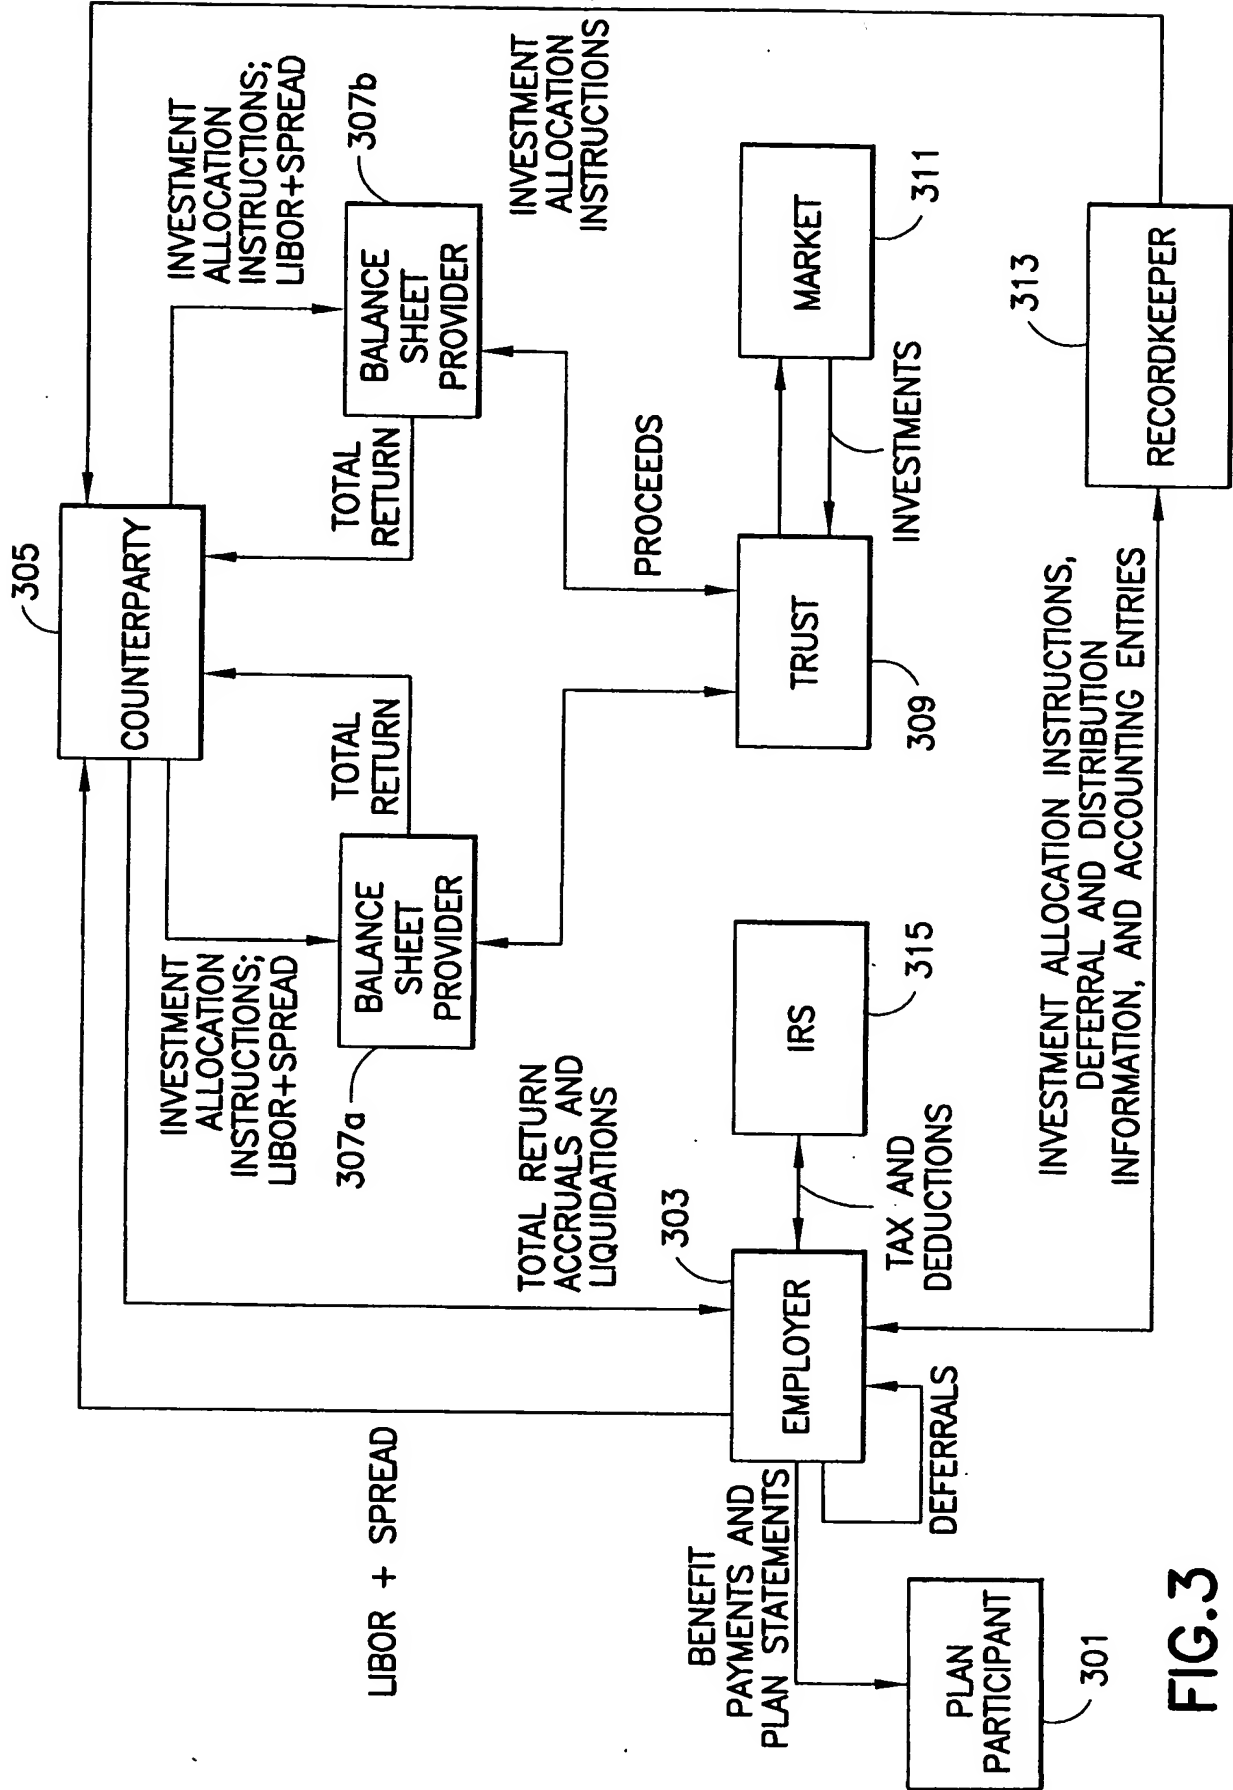 305
COUNTERPARTY
INVESTMENT
ALLOCATION
INSTRUCTIONS;
LIBOR+SPREAD
307b
BALANCE
SHEET
PROVIDER
TOTAL
RETURN
INVESTMENT
ALLOCATION
INSTRUCTIONS
INVESTMENT
ALLOCATION
INSTRUCTIONS;
LIBOR+SPREAD
307a
BALANCE
SHEET
PROVIDER
TOTAL
RETURN
LIBOR + SPREAD
TOTAL RETURN
ACCRUALS AND
LIQUIDATIONS
PROCEEDS
TRUST
309
MARKET
311
INVESTMENTS
303
EMPLOYER
IRS
315
TAX AND
DEDUCTIONS
BENEFIT
PAYMENTS AND
PLAN STATEMENTS
DEFERRALS
PLAN
PARTICIPANT
301
INVESTMENT ALLOCATION INSTRUCTIONS,
DEFERRAL AND DISTRIBUTION
INFORMATION, AND ACCOUNTING ENTRIES
313
RECORDKEEPER
FIG.3